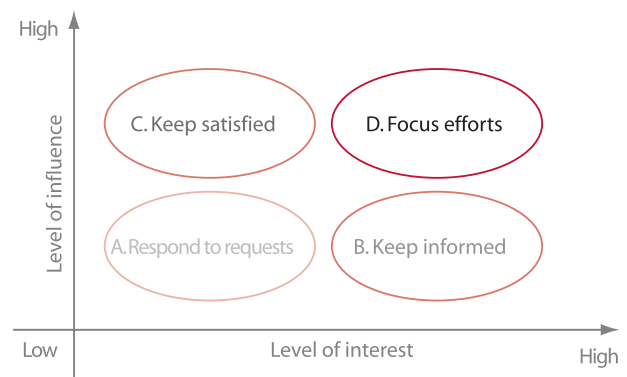 High
C. Keep satisfied
D. Focus efforts
Level of influence
A. Respond to requests
B. Keep informed
Low
Level of interest
High